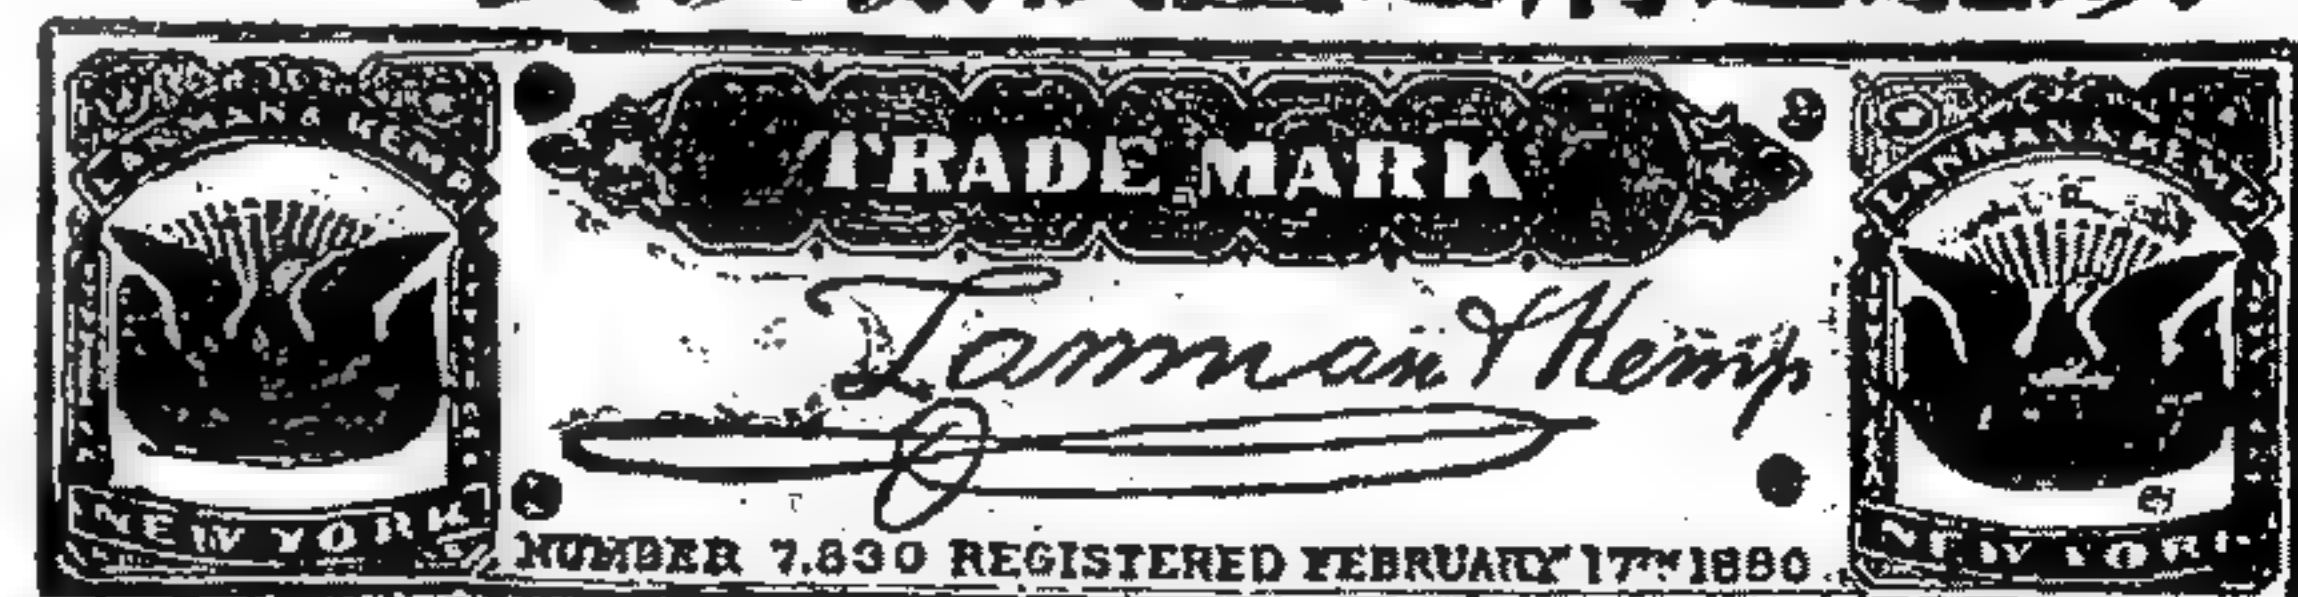 LANMAN & KEMP
NEW YORK
TRADE MARK
Lanman & Kemp
NUMBER 7.830 REGISTERED FEBRUARY 17TH 1880
LANMAN & KEMP
NEW YORK